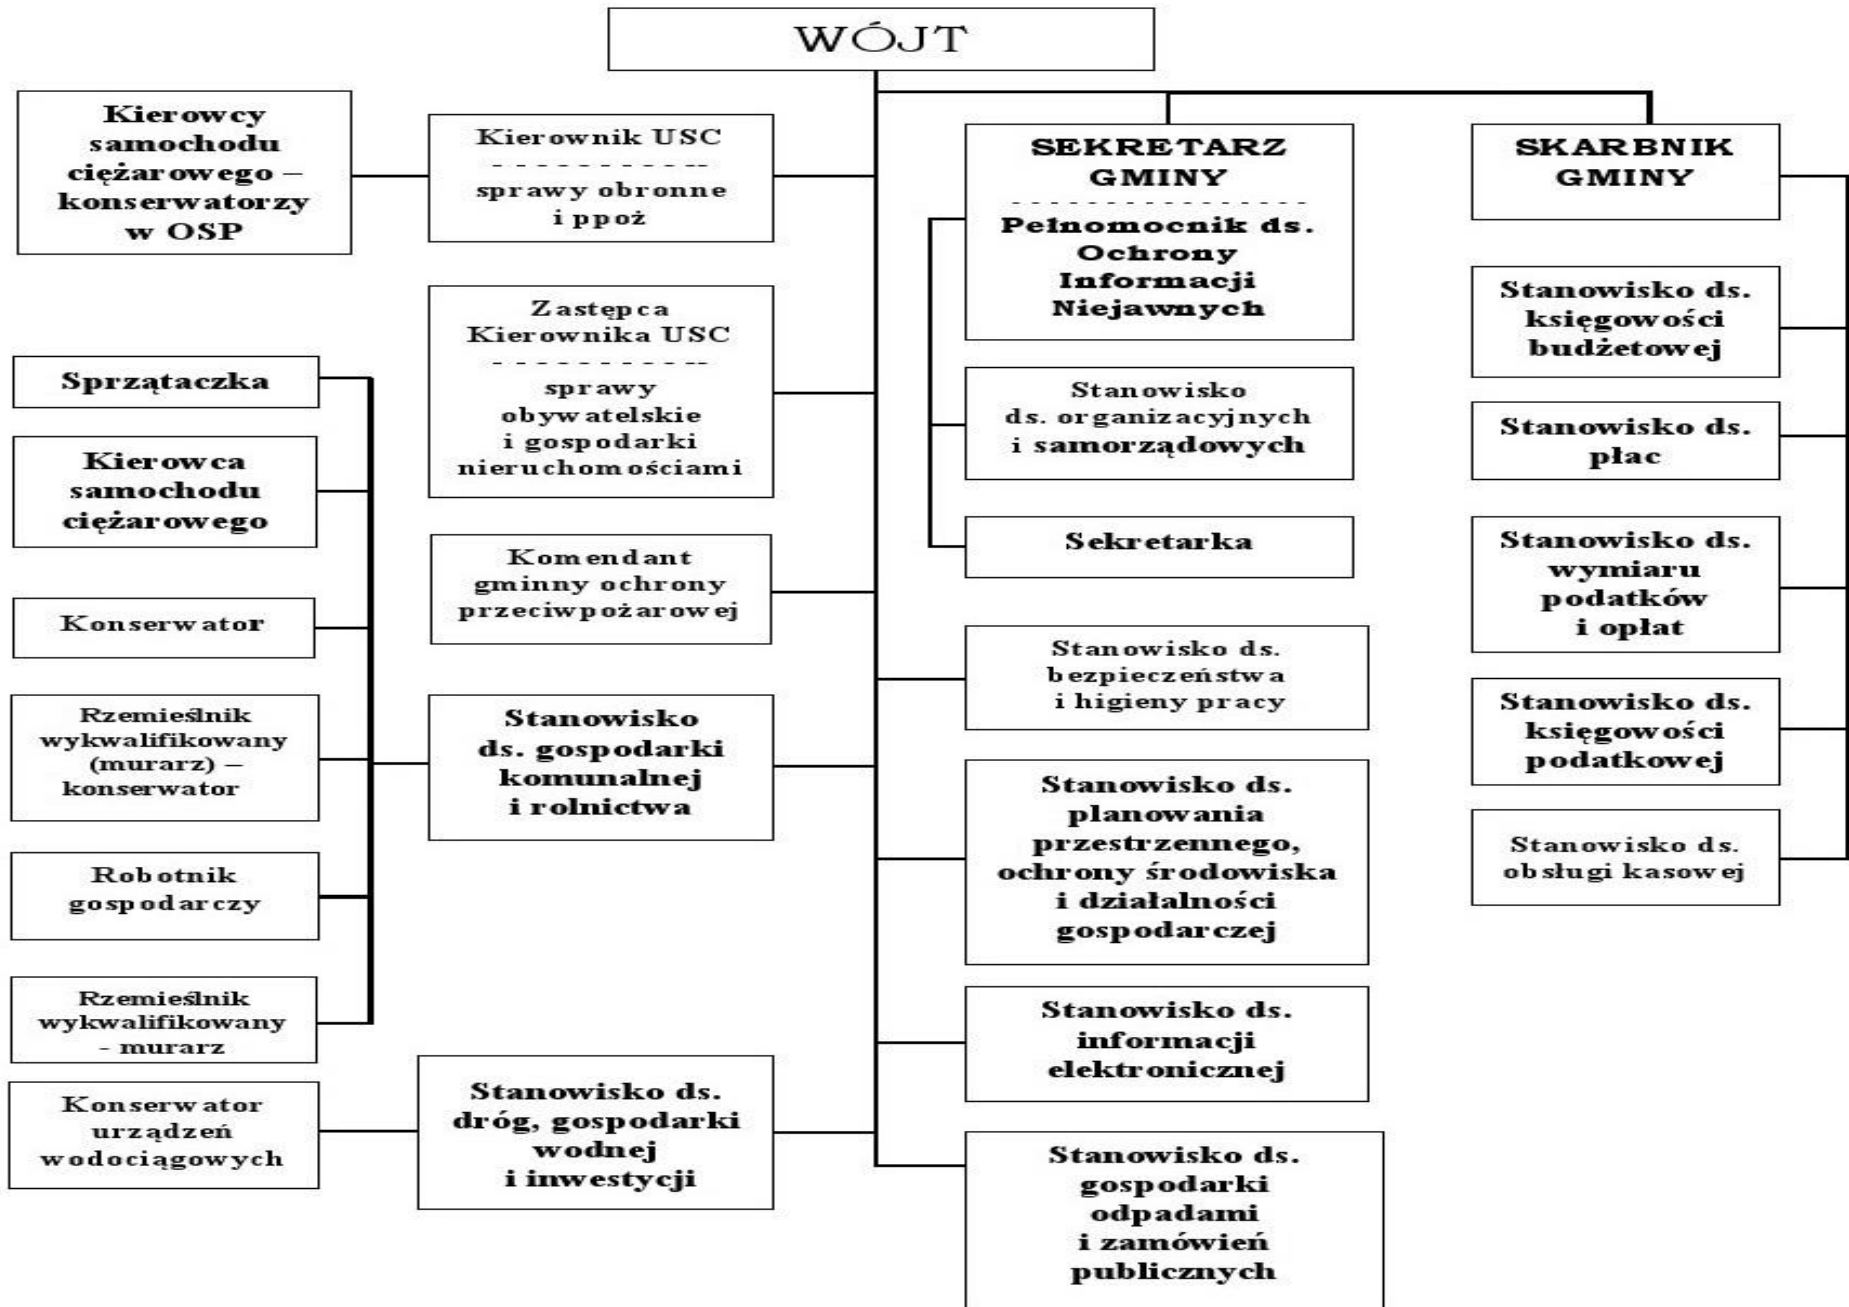 WÓJT
Kierowcy
samochodu
ciężarowego –
konserwatorzy
w OSP
Kierownik USC
- - - - - - - - - - --
sprawy obronne
i ppoż
SEKRETARZ
GMINY
- - - - - - - - - - - - - - - -
Pełnomocnik ds.
Ochrony
Informacji
Niejawnych
SKARBNIK
GMINY
Zastępca
Kierownika USC
- - - - - - - - - - --
sprawy
obywatelskie
i gospodarki
nieruchomościami
Stanowisko ds.
księgowości
budżetowej
Sprzątaczka
Stanowisko
ds. organizacyjnych
i samorządowych
Stanowisko ds.
płac
Kierowca
samochodu
ciężarowego
Komendant
gminny ochrony
przeciwpożarowej
Sekretarka
Stanowisko ds.
wymiaru
podatków
i opłat
Konserwator
Stanowisko ds.
bezpieczeństwa
i higieny pracy
Rzemieślnik
wykwalifikowany
(murarz) –
konserwator
Stanowisko
ds. gospodarki
komunalnej
i rolnictwa
Stanowisko ds.
księgowości
podatkowej
Stanowisko ds.
planowania
przestrzennego,
ochrony środowiska
i działalności
gospodarczej
Stanowisko ds.
obsługi kasowej
Robotnik
gospodarczy
Rzemieślnik
wykwalifikowany
- murarz
Stanowisko ds.
informacji
elektronicznej
Konserwator
urządzeń
wodociągowych
Stanowisko ds.
dróg, gospodarki
wodnej
i inwestycji
Stanowisko ds.
gospodarki
odpadami
i zamówień
publicznych